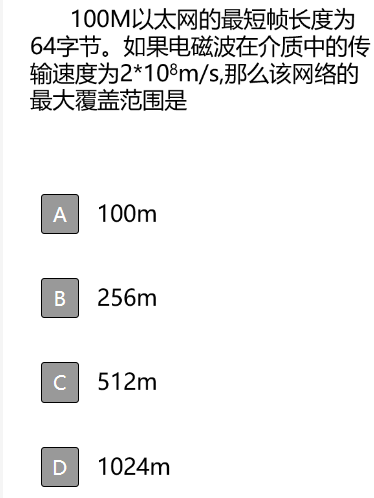 100M以太网的最短帧长度为
64字节。如果电磁波在介质中的传
输速度为2*10⁸m/s,那么该网络的
最大覆盖范围是
A 100m
B 256m
C 512m
D 1024m